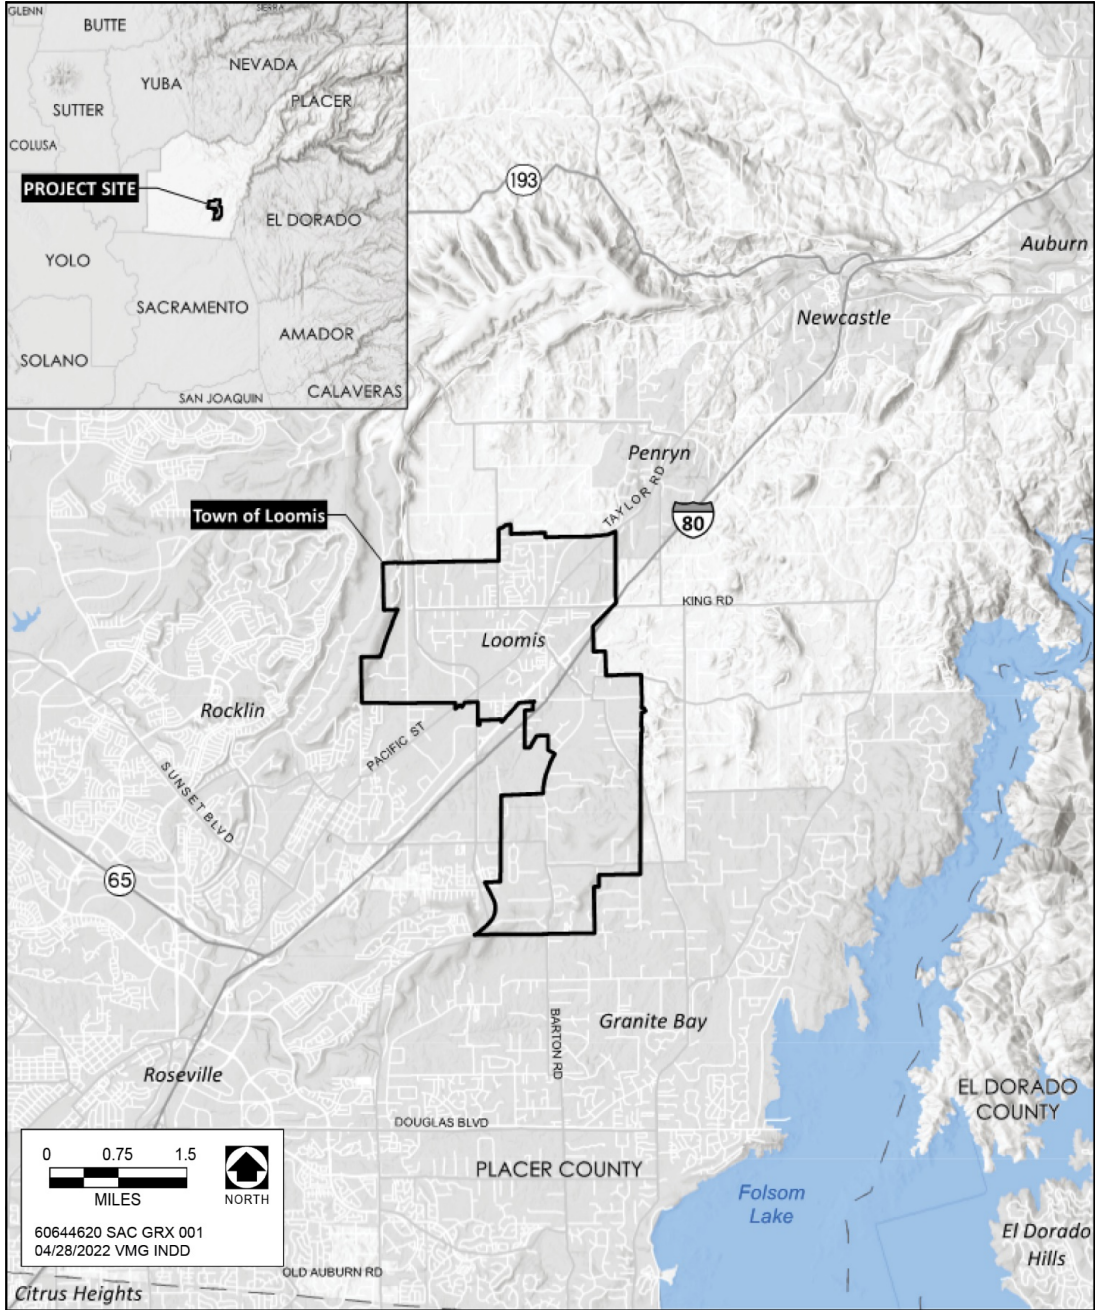 GLENN
SIERRA
BUTTE
NEVADA
YUBA
PLACER
SUTTER
COLUSA
PROJECT SITE
EL DORADO
YOLO
SACRAMENTO
AMADOR
SOLANO
CALAVERAS
SAN JOAQUIN
193
Auburn
Newcastle
Penryn
TAYLOR RD
Town of Loomis
80
KING RD
Loomis
Rocklin
PACIFIC ST
SUNSET BLVD
65
Granite Bay
BARTON RD
Roseville
EL DORADO
COUNTY
DOUGLAS BLVD
PLACER COUNTY
Folsom
Lake
El Dorado
Hills
0 0.75 1.5
MILES
NORTH
60644620 SAC GRX 001
04/28/2022 VMG INDD
OLD AUBURN RD
Citrus Heights